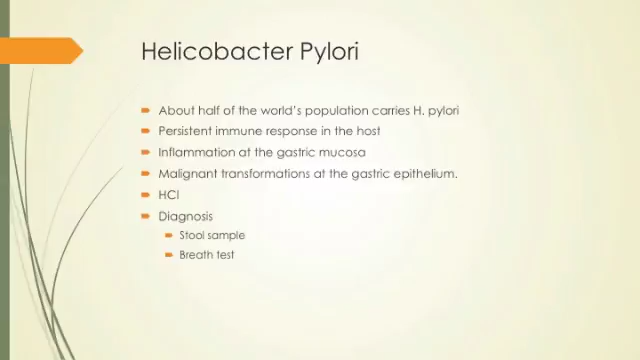 Helicobacter Pylori
About half of the world's population carries H. pylori
Persistent immune response in the host
Inflammation at the gastric mucosa
Malignant transformations at the gastric epithelium.
HCl
Diagnosis
Stool sample
Breath test